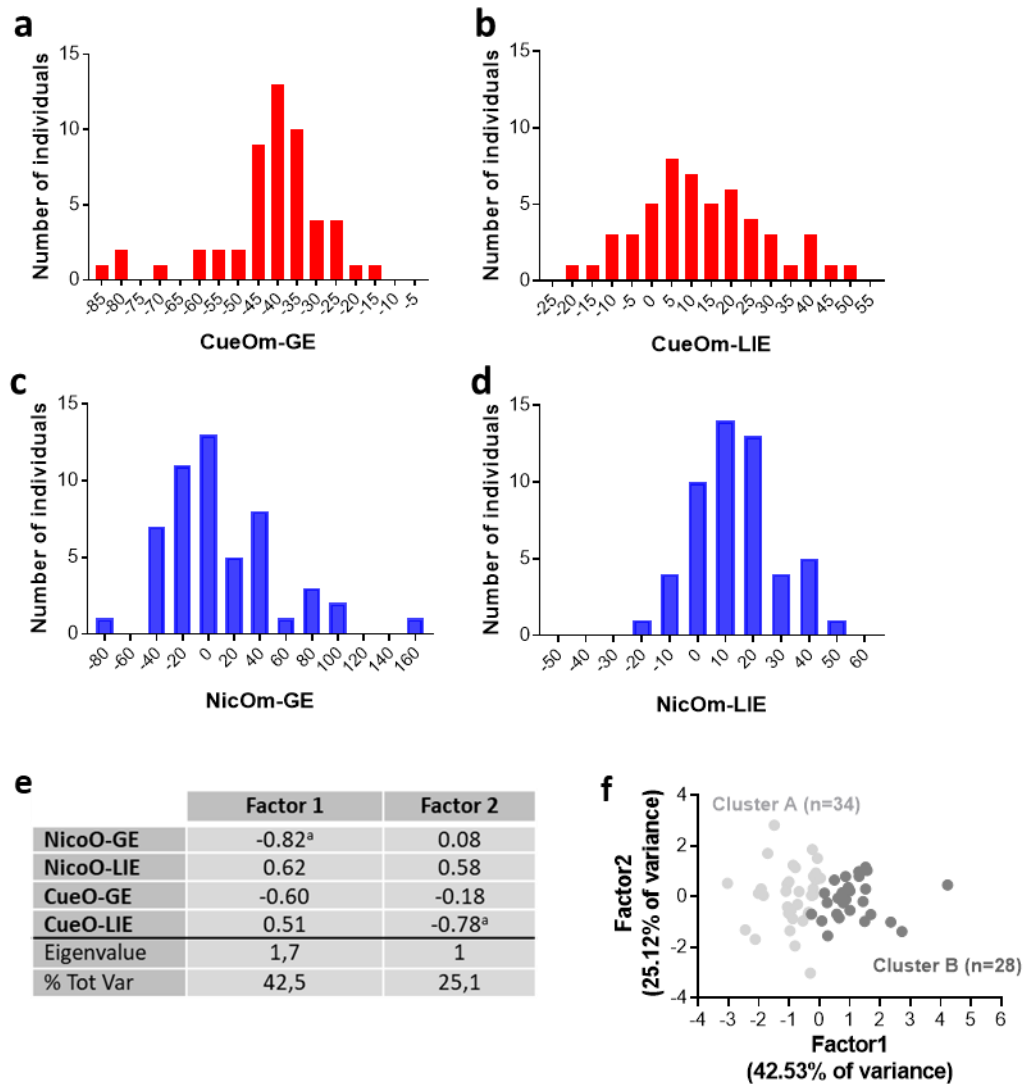 a
Number of individuals
15
10
5
0
-85 -80 -75 -70 -65 -60 -55 -50 -45 -40 -35 -30 -25 -20 -15 -10 -5
CueOm-GE
b
Number of individuals
15
10
5
0
-25 -20 -15 -10 -5 0 5 10 15 20 25 30 35 40 45 50 55
CueOm-LIE
c
Number of individuals
15
10
5
0
-80 -60 -40 -20 0 20 40 60 80 100 120 140 160
NicOm-GE
d
Number of individuals
15
10
5
0
-50 -40 -30 -20 -10 0 10 20 30 40 50 60
NicOm-LIE
e
Factor 1 Factor 2
NicoO-GE -0.82a 0.08
NicoO-LIE 0.62 0.58
CueO-GE -0.60 -0.18
CueO-LIE 0.51 -0.78a
Eigenvalue 1,7 1
% Tot Var 42,5 25,1
f
Factor2
(25.12% of variance)
4
2
0
-2
-4
Cluster A (n=34)
Cluster B (n=28)
-4 -3 -2 -1 0 1 2 3 4 5 6
Factor1
(42.53% of variance)